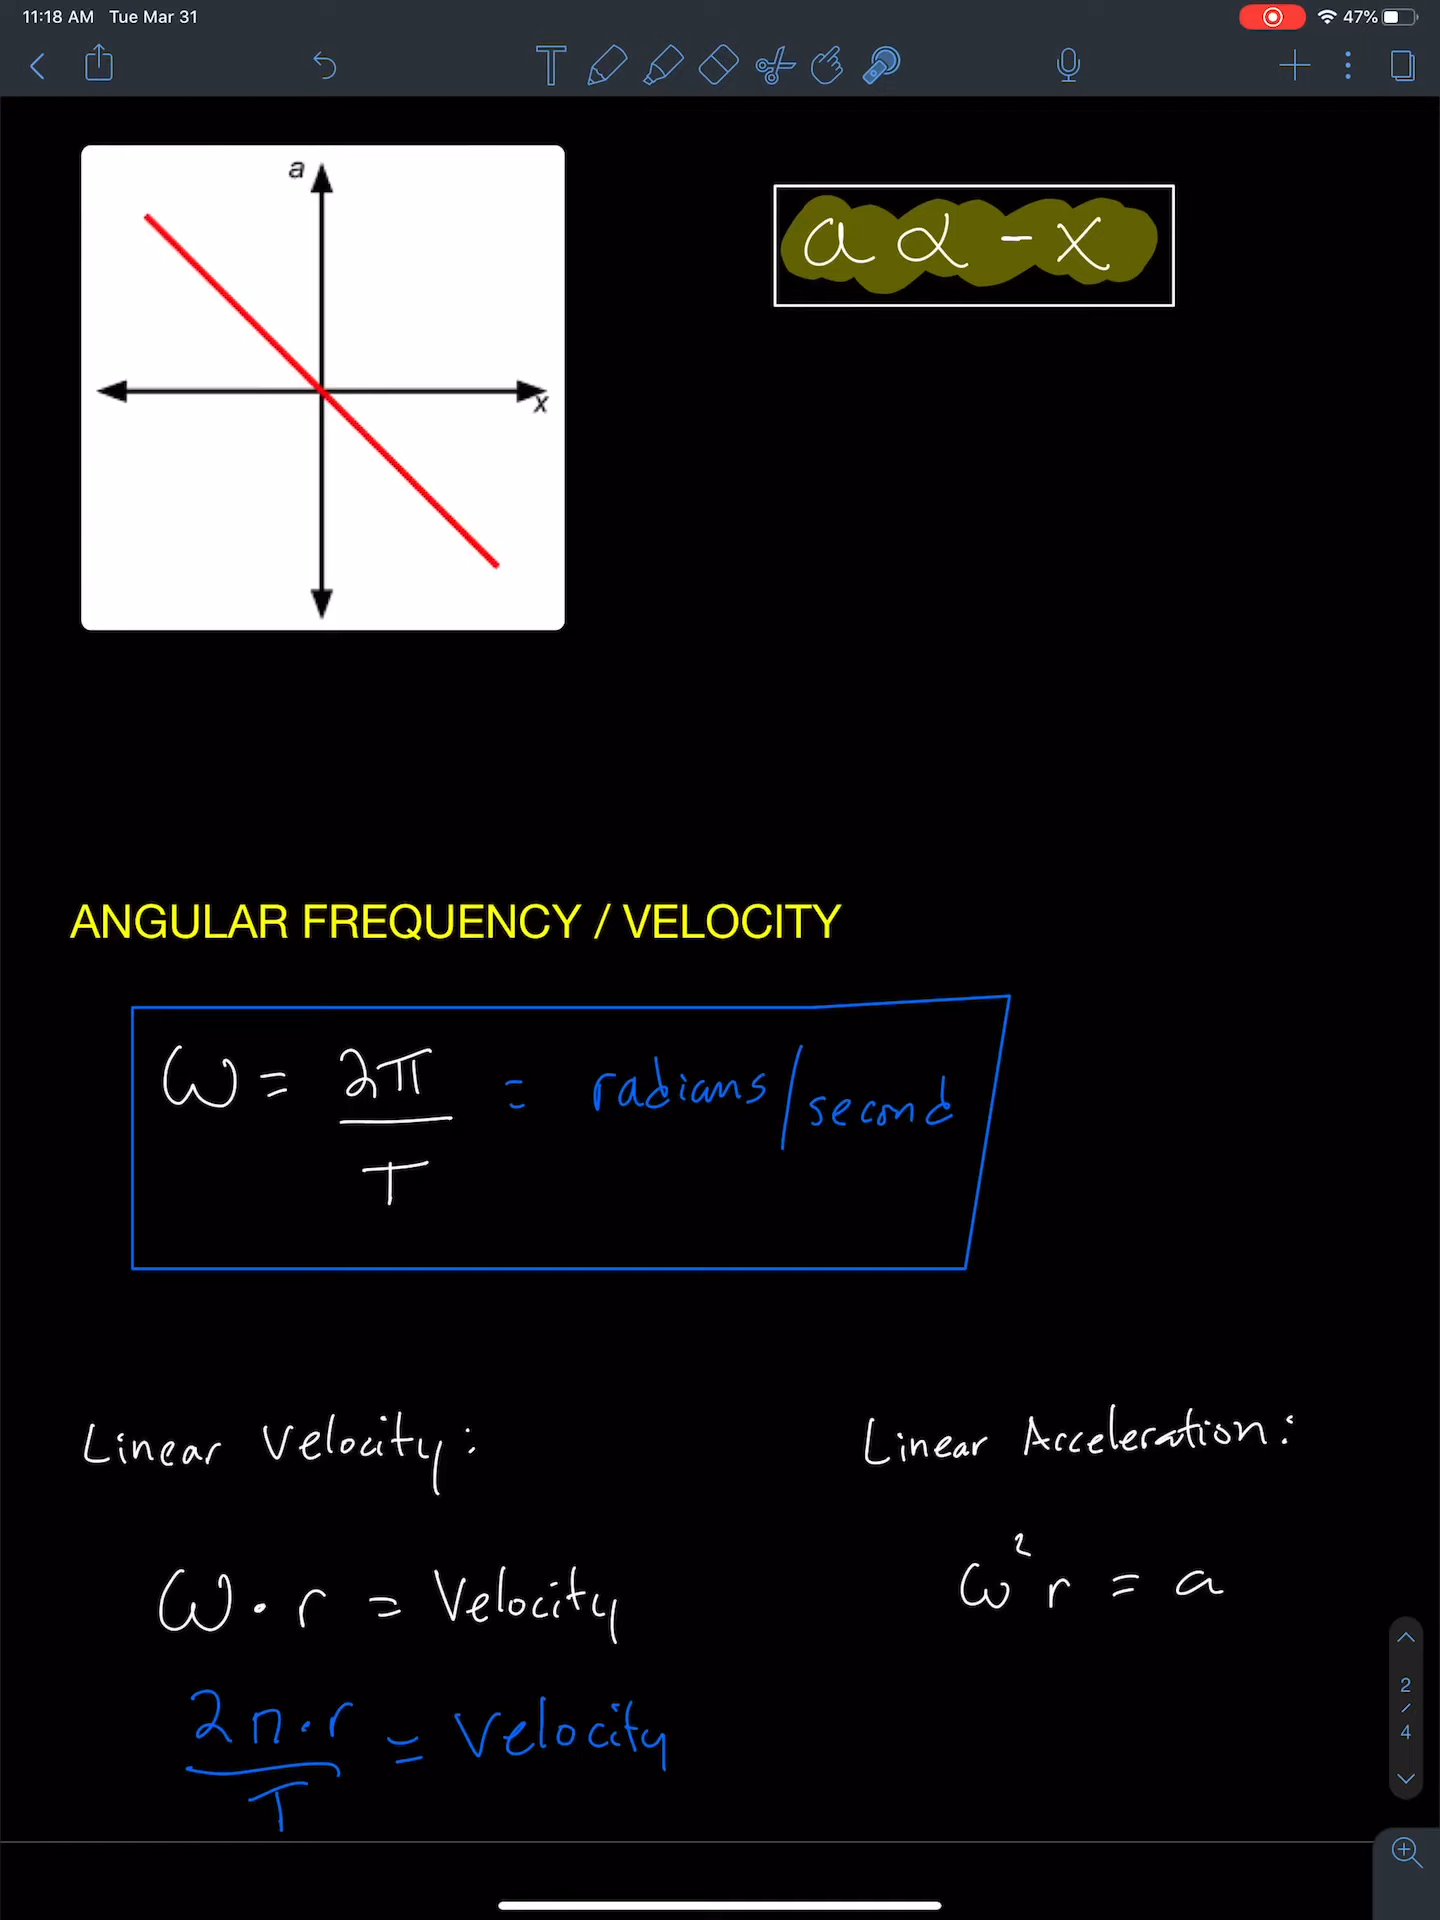 11:18 AM Tue Mar 31 47%
a
x
a α - x
ANGULAR FREQUENCY / VELOCITY
ω = 2π/T = radians/second
Linear Velocity:
Linear Acceleration:
ω · r = Velocity
ω² r = a
2π·r/T = Velocity
2/4